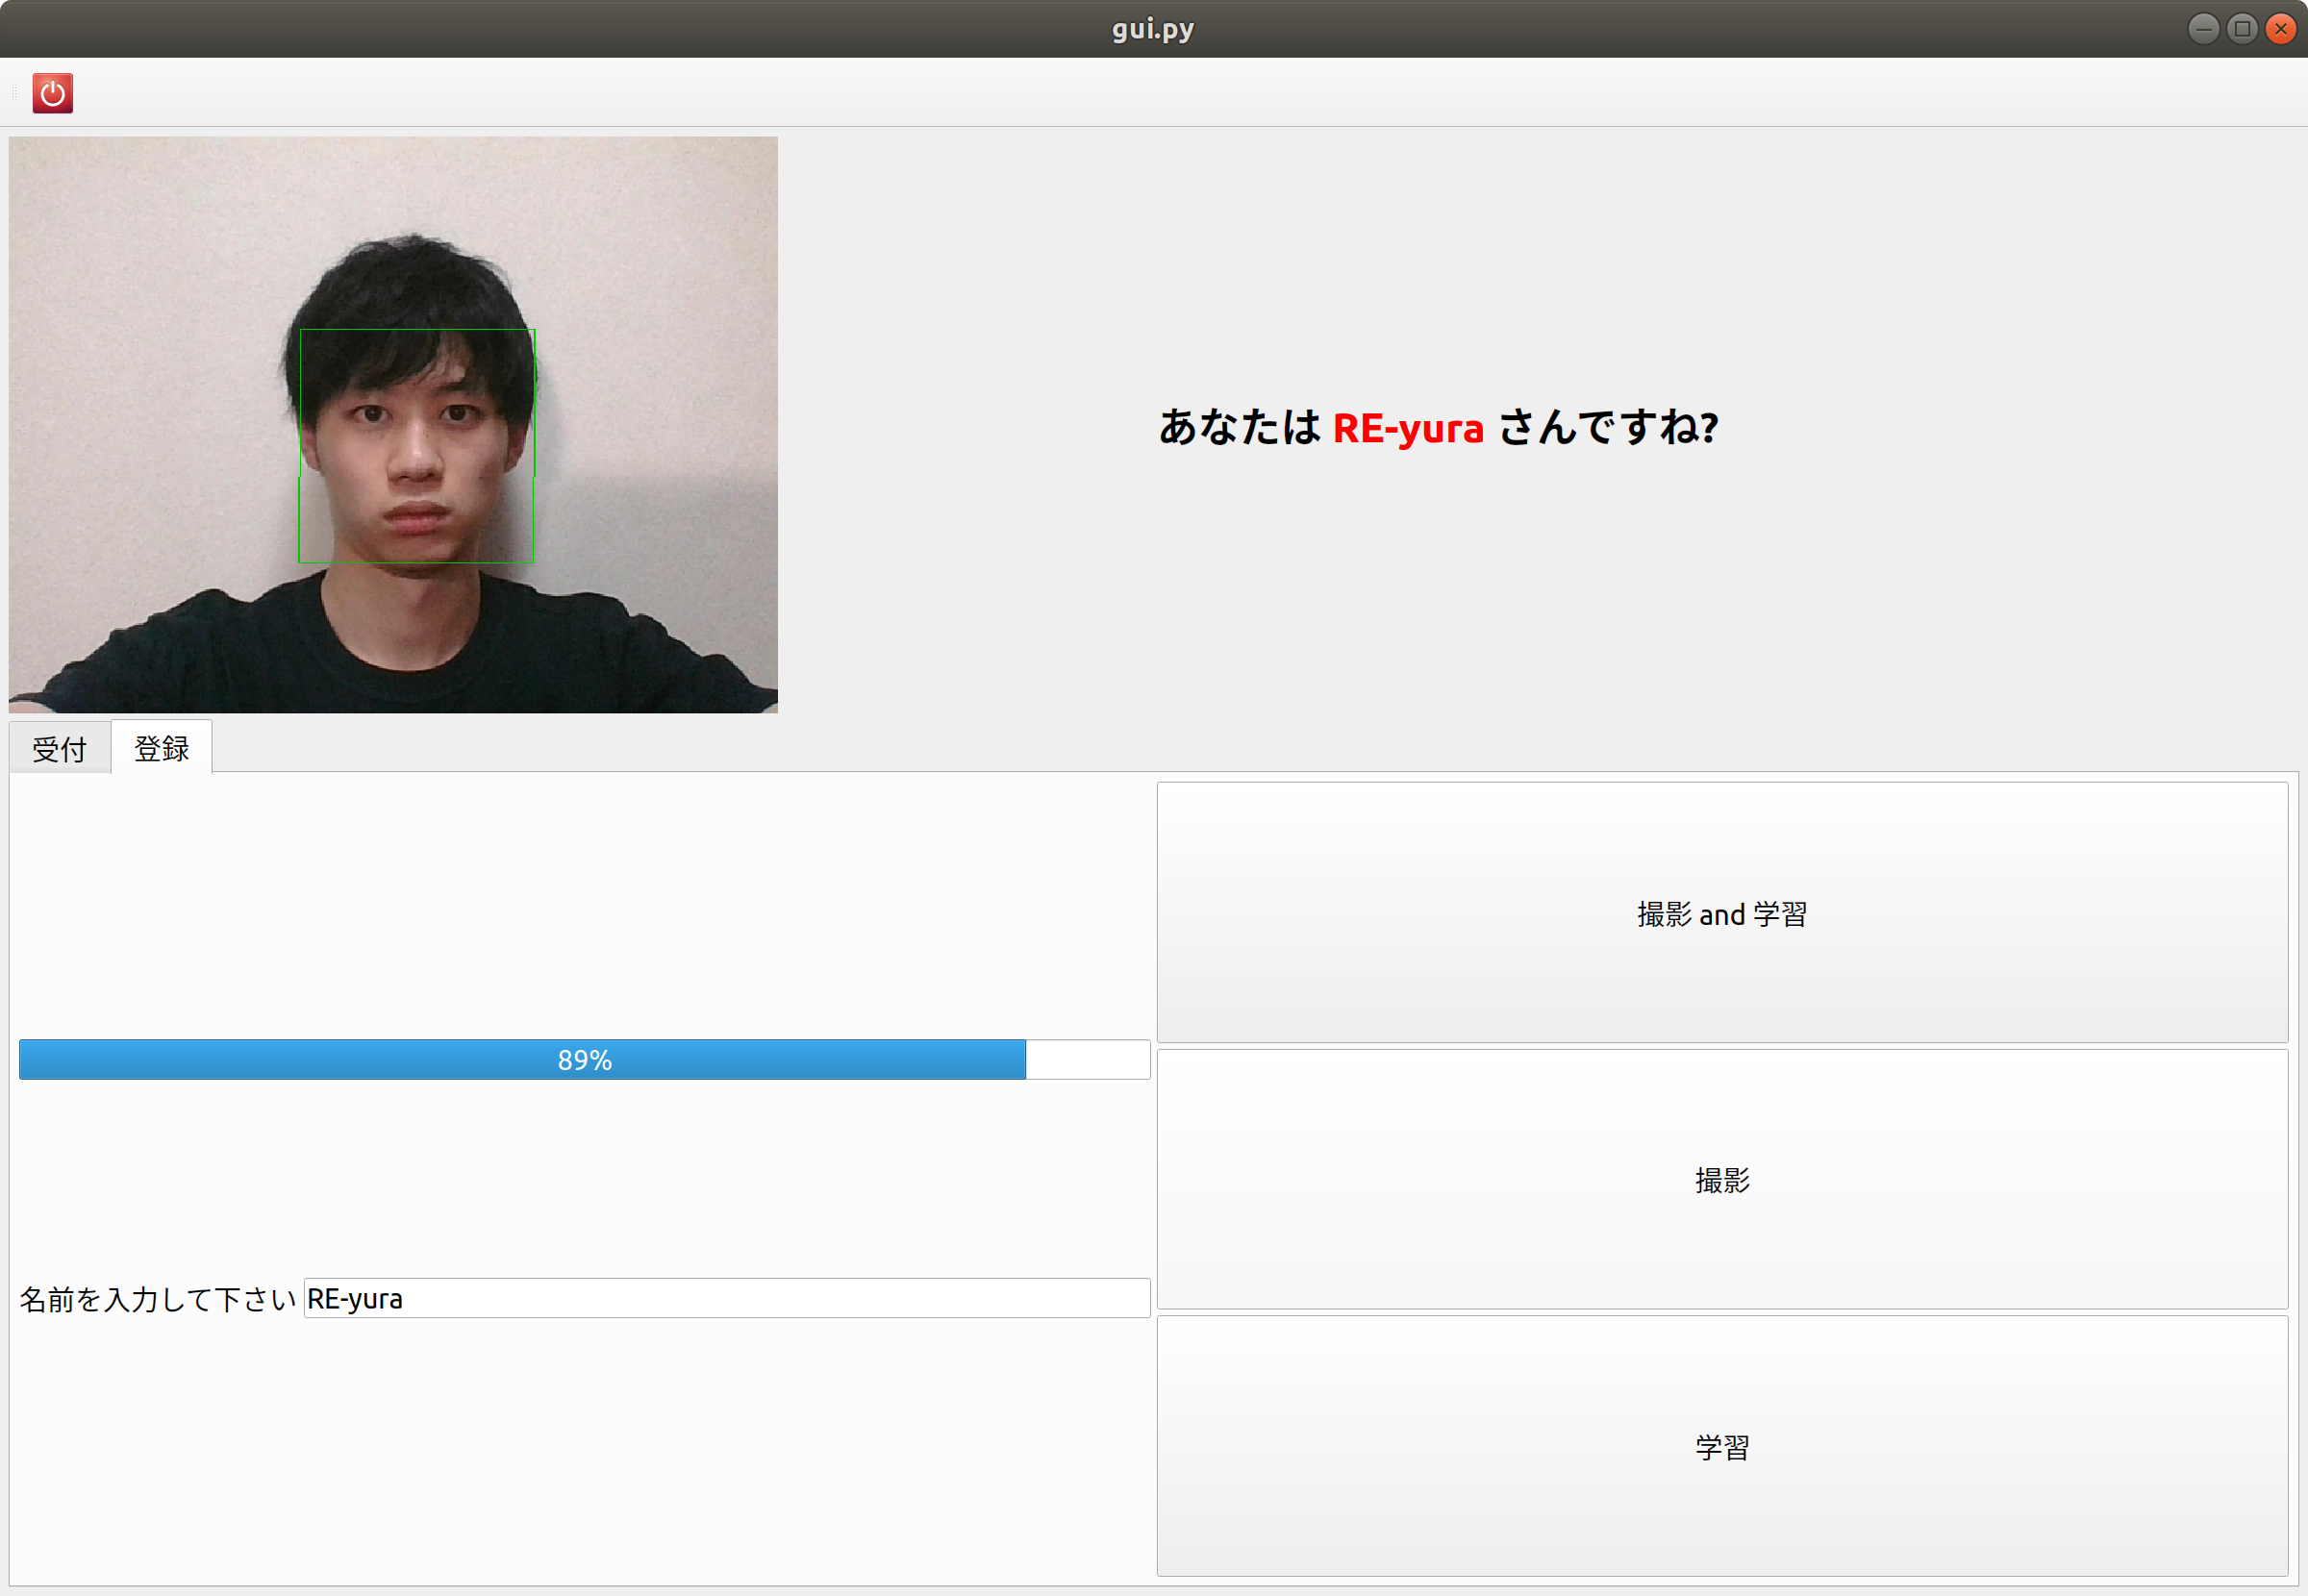 gui.py
あなたは RE-yura さんですね?
受付
登録
撮影 and 学習
89%
撮影
名前を入力して下さい RE-yura
学習